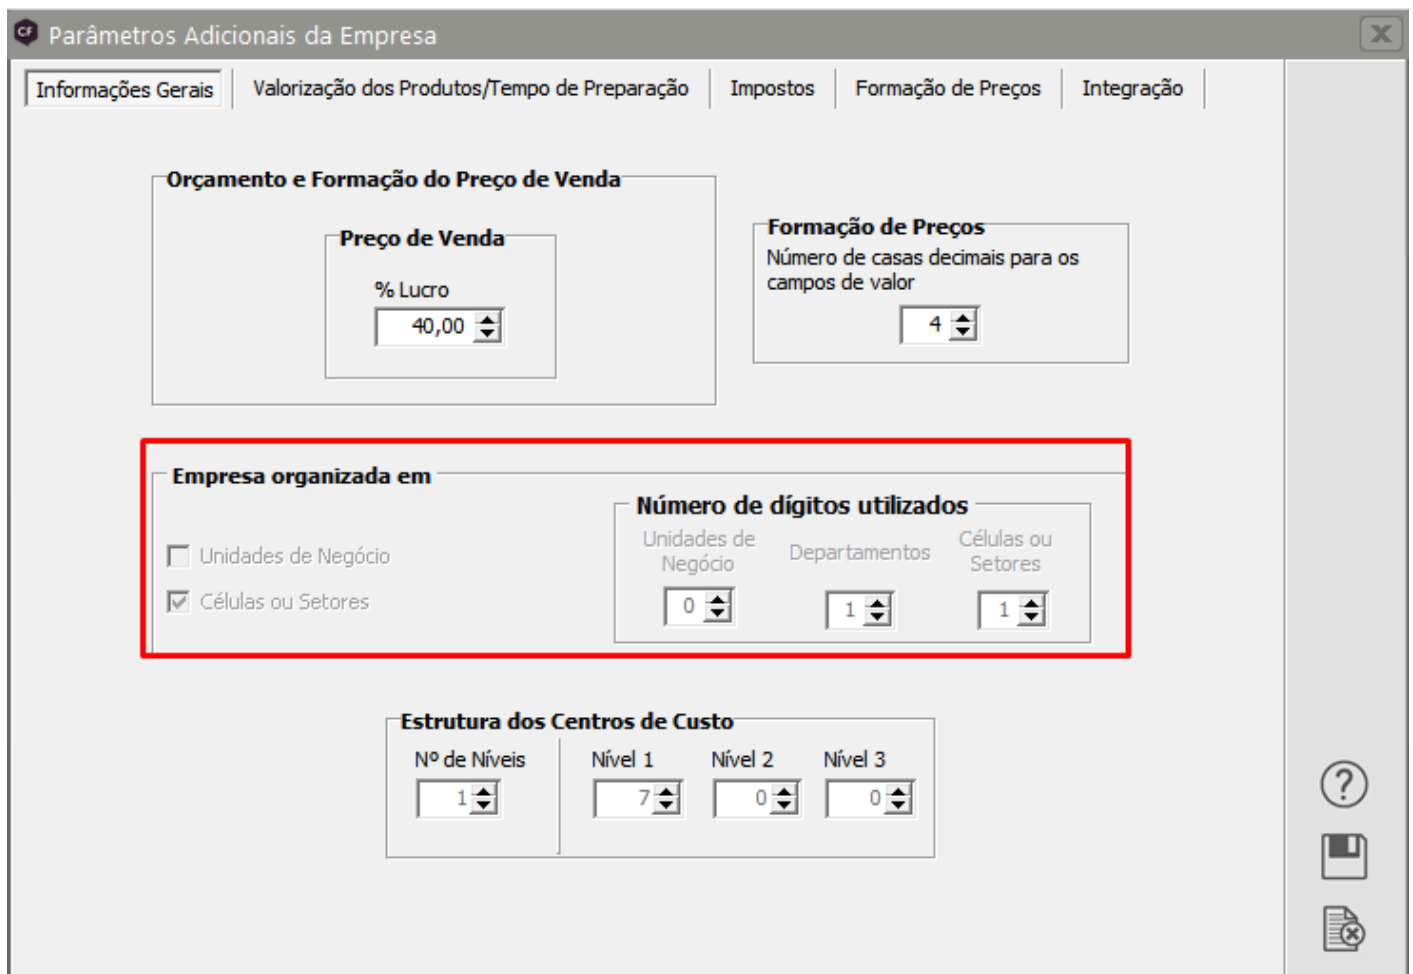 CF
Parâmetros Adicionais da Empresa
X
Informações Gerais
Valorização dos Produtos/Tempo de Preparação
Impostos
Formação de Preços
Integração
Orçamento e Formação do Preço de Venda
Preço de Venda
% Lucro
40,00
Formação de Preços
Número de casas decimais para os
campos de valor
4
Empresa organizada em
Unidades de Negócio
Células ou Setores
Número de dígitos utilizados
Unidades de
Negócio
Departamentos
Células ou
Setores
0
1
1
Estrutura dos Centros de Custo
Nº de Níveis
Nível 1
Nível 2
Nível 3
1
7
0
0
?